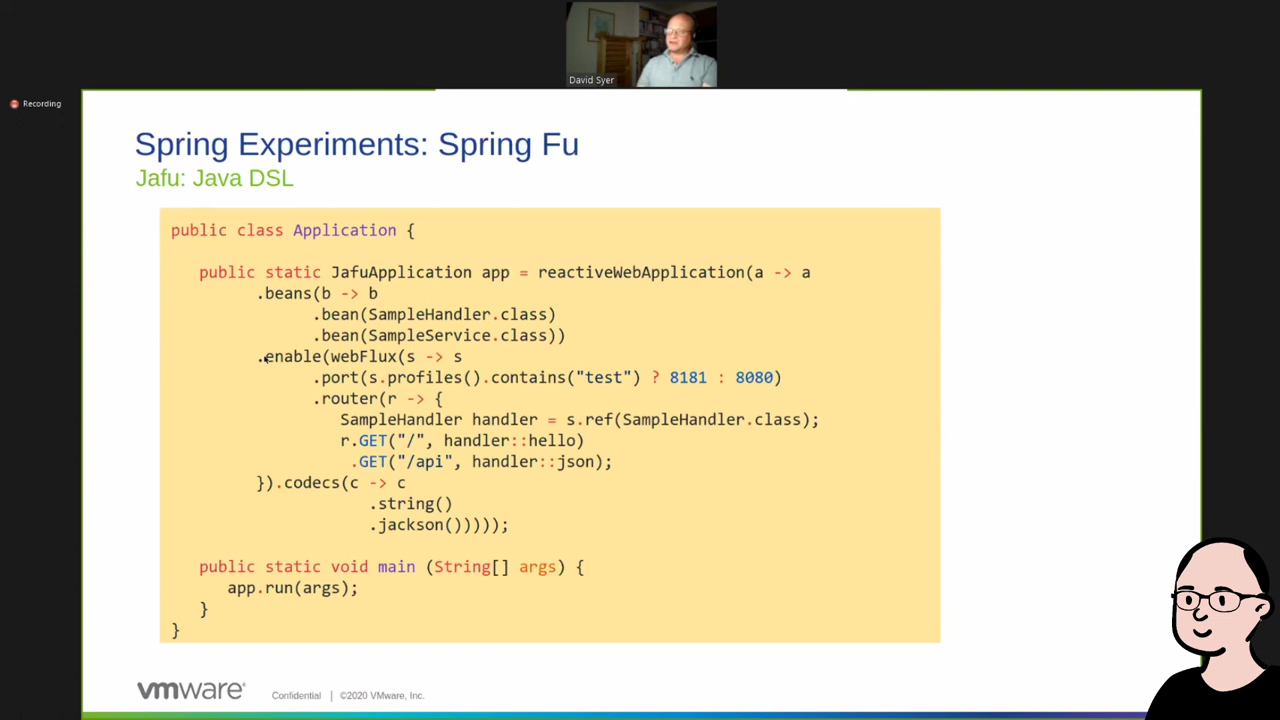 David Syer
Recording
Spring Experiments: Spring Fu
Jafu: Java DSL
public class Application {
public static JafuApplication app = reactiveWebApplication(a -> a
.beans(b -> b
.bean(SampleHandler.class)
.bean(SampleService.class))
.enable(webFlux(s -> s
.port(s.profiles().contains("test") ? 8181 : 8080)
.router(r -> {
SampleHandler handler = s.ref(SampleHandler.class);
r.GET("/", handler::hello)
.GET("/api", handler::json);
}).codecs(c -> c
.string()
.jackson()))));
public static void main (String[] args) {
app.run(args);
}
}
vmware®
Confidential | ©2020 VMware, Inc.